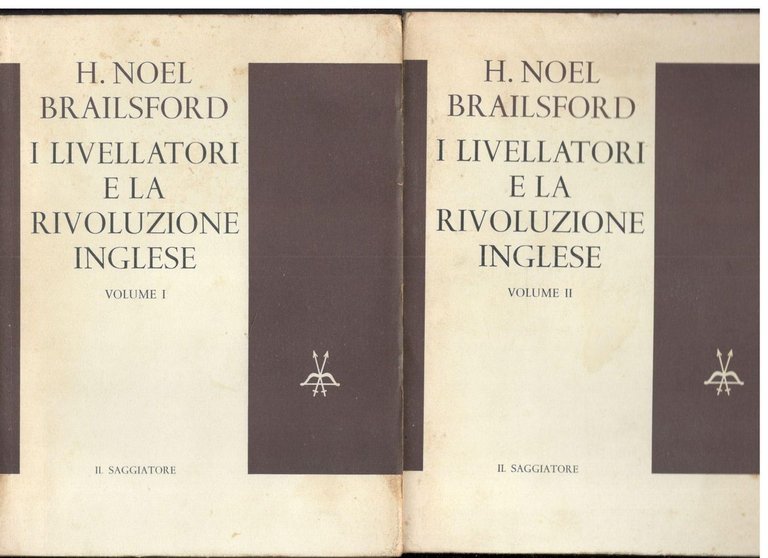 H. NOEL
BRAILSFORD
I LIVELLATORI
E LA
RIVOLUZIONE
INGLESE
VOLUME I
IL SAGGIATORE
H. NOEL
BRAILSFORD
I LIVELLATORI
E LA
RIVOLUZIONE
INGLESE
VOLUME II
IL SAGGIATORE